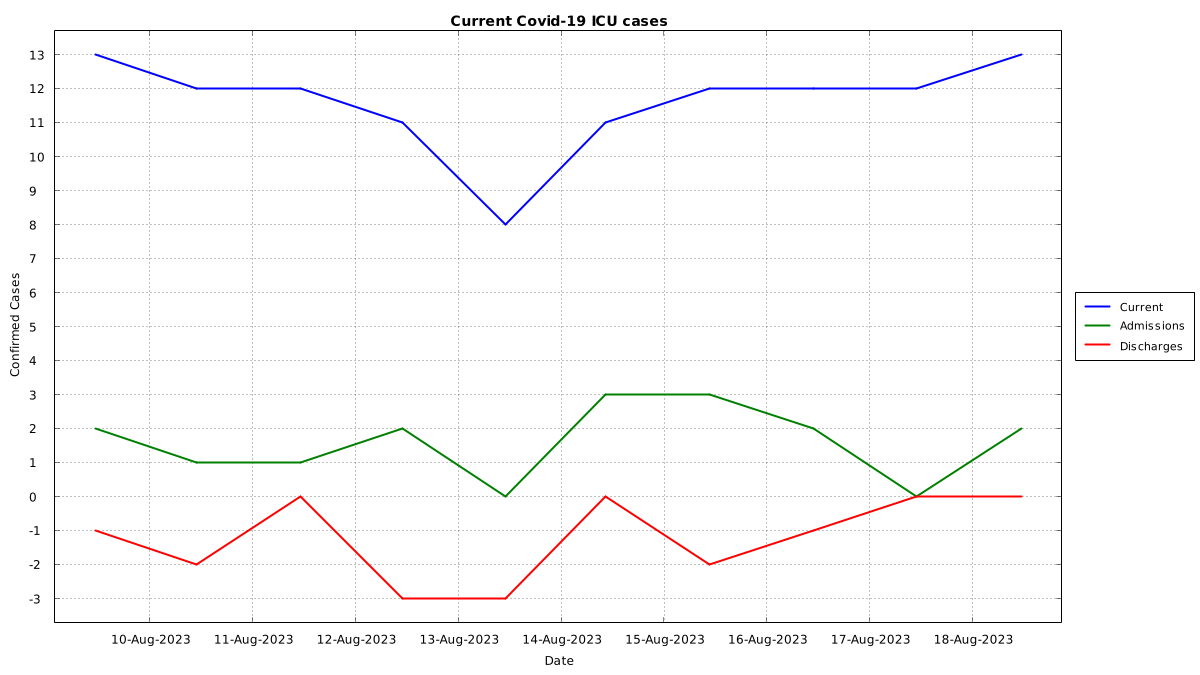 Current Covid-19 ICU cases
13
12
11
10
9
8
7
6
5
4
3
2
1
0
-1
-2
-3
Confirmed Cases
10-Aug-2023 11-Aug-2023 12-Aug-2023 13-Aug-2023 14-Aug-2023 15-Aug-2023 16-Aug-2023 17-Aug-2023 18-Aug-2023
Date
Current
Admissions
Discharges